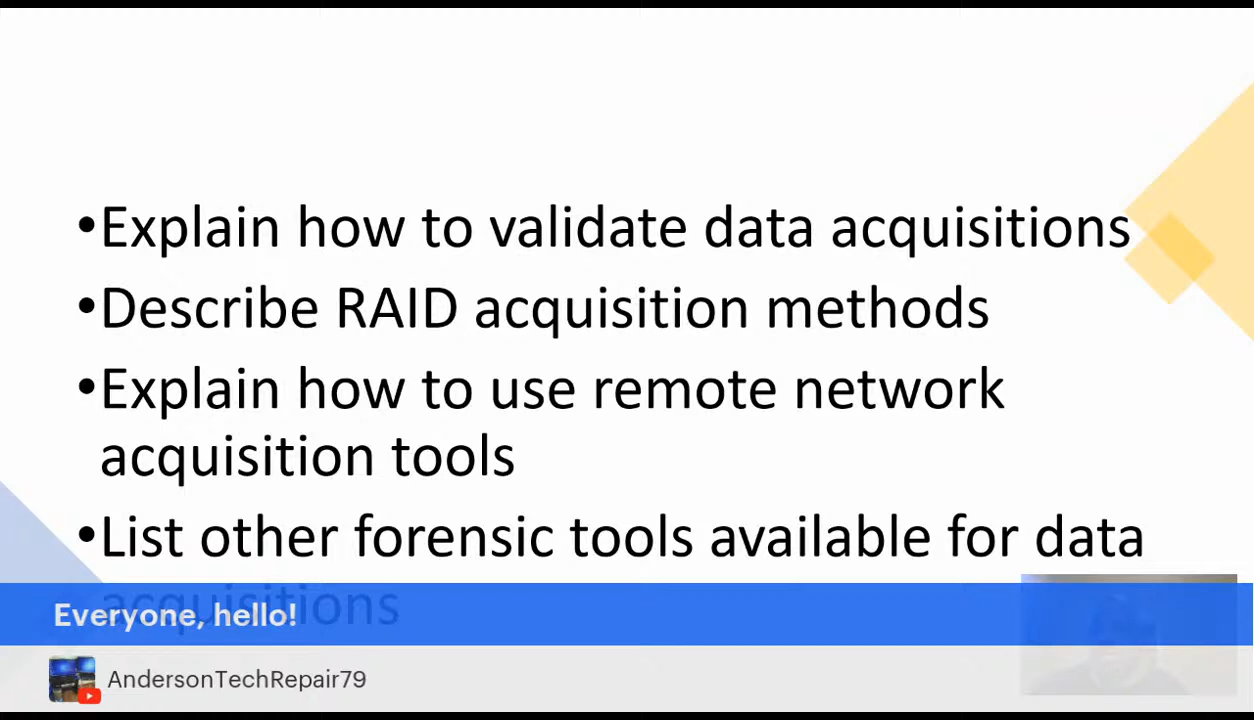 •Explain how to validate data acquisitions
•Describe RAID acquisition methods
•Explain how to use remote network
acquisition tools
•List other forensic tools available for data
acquisitions
Everyone, hello!
AndersonTechRepair79